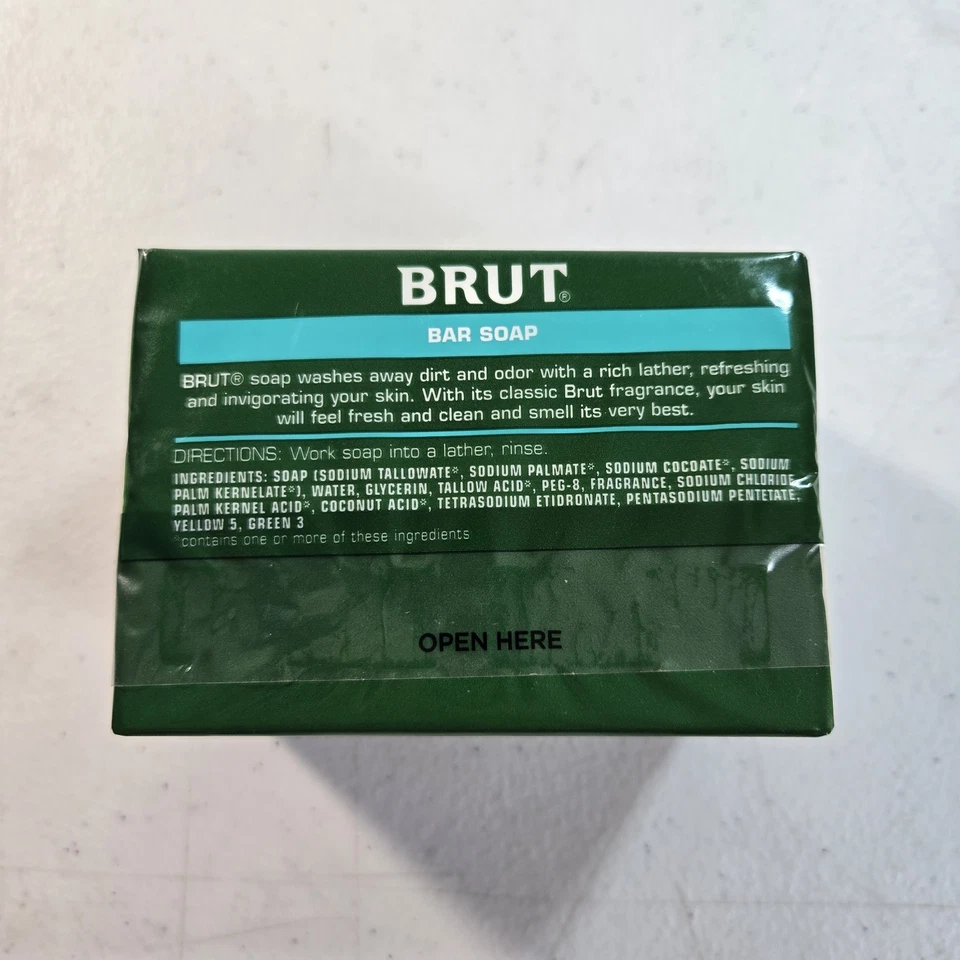 BRUT®
BAR SOAP
BRUT® soap washes away dirt and odor with a rich lather, refreshing
and invigorating your skin. With its classic Brut fragrance, your skin
will feel fresh and clean and smell its very best.
DIRECTIONS: Work soap into a lather, rinse.
INGREDIENTS: SOAP (SODIUM TALLOWATE*, SODIUM PALMATE*, SODIUM COCOATE*, SODIUM
PALM KERNELATE*), WATER, GLYCERIN, TALLOW ACID*, PEG-8, FRAGRANCE, SODIUM CHLORIDE,
PALM KERNEL ACID*, COCONUT ACID*, TETRASODIUM ETIDRONATE, PENTASODIUM PENTETATE,
YELLOW 5, GREEN 3
*contains one or more of these ingredients
OPEN HERE